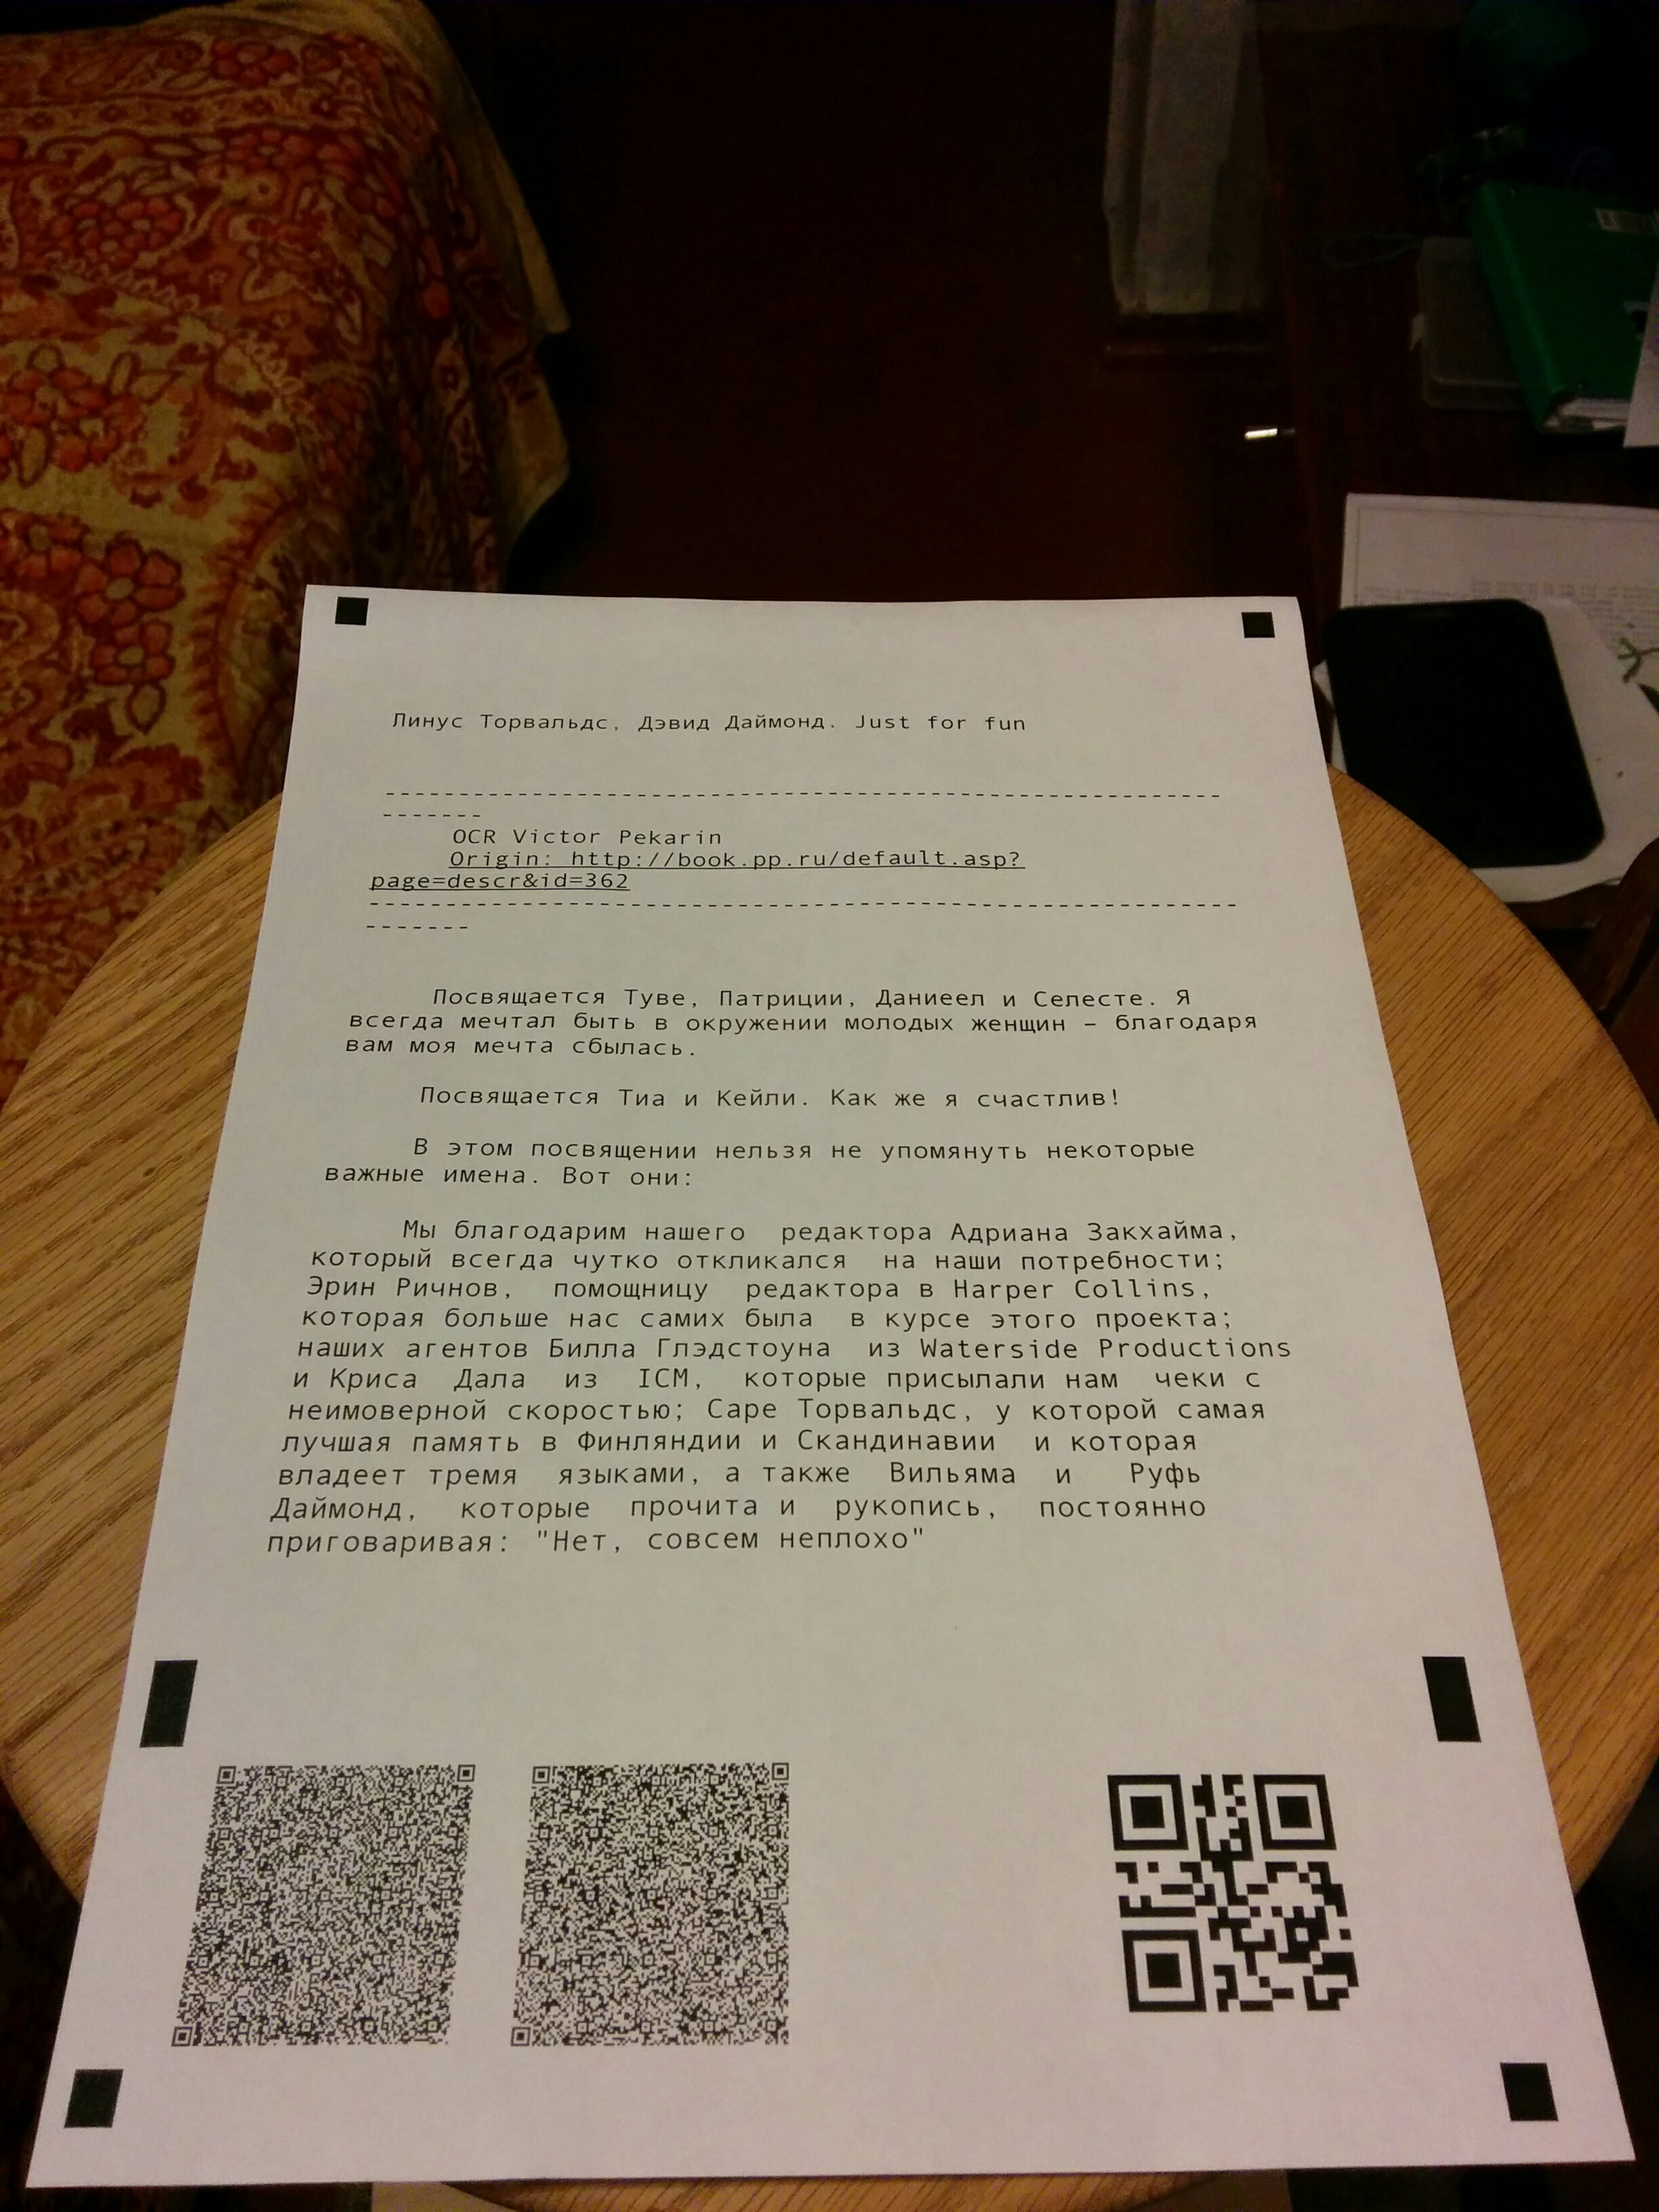 Линус Торвальдс, Дэвид Даймонд. Just for fun
-------------------------------------------------------
-------
OCR Victor Pekarin
Origin: http://book.pp.ru/default.asp?
page=descr&id=362
-------------------------------------------------------
-------
Посвящается Туве, Патриции, Даниеел и Селесте. Я
всегда мечтал быть в окружении молодых женщин – благодаря
вам моя мечта сбылась.
Посвящается Тиа и Кейли. Как же я счастлив!
В этом посвящении нельзя не упомянуть некоторые
важные имена. Вот они:
Мы благодарим нашего редактора Адриана Закхайма,
который всегда чутко откликался на наши потребности;
Эрин Ричнов, помощницу редактора в Harper Collins,
которая больше нас самих была в курсе этого проекта;
наших агентов Билла Глэдстоуна из Waterside Productions
и Криса Дала из ICM, которые присылали нам чеки с
неимоверной скоростью; Саре Торвальдс, у которой самая
лучшая память в Финляндии и Скандинавии и которая
владеет тремя языками, а также Вильяма и Руфь
Даймонд, которые прочита и рукопись, постоянно
приговаривая: "Нет, совсем неплохо"